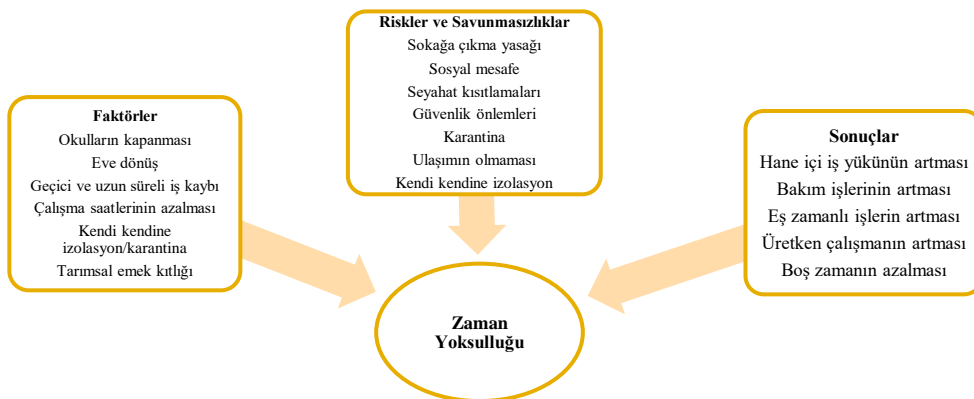 Faktörler
Okulların kapanması
Eve dönüş
Geçici ve uzun süreli iş kaybı
Çalışma saatlerinin azalması
Kendi kendine
izolasyon/karantina
Tarımsal emek kıtlığı
Riskler ve Savunmasızlıklar
Sokağa çıkma yasağı
Sosyal mesafe
Seyahat kısıtlamaları
Güvenlik önlemleri
Karantina
Ulaşımın olmaması
Kendi kendine izolasyon
Sonuçlar
Hane içi iş yükünün artması
Bakım işlerinin artması
Eş zamanlı işlerin artması
Üretken çalışmanın artması
Boş zamanın azalması
Zaman
Yoksulluğu